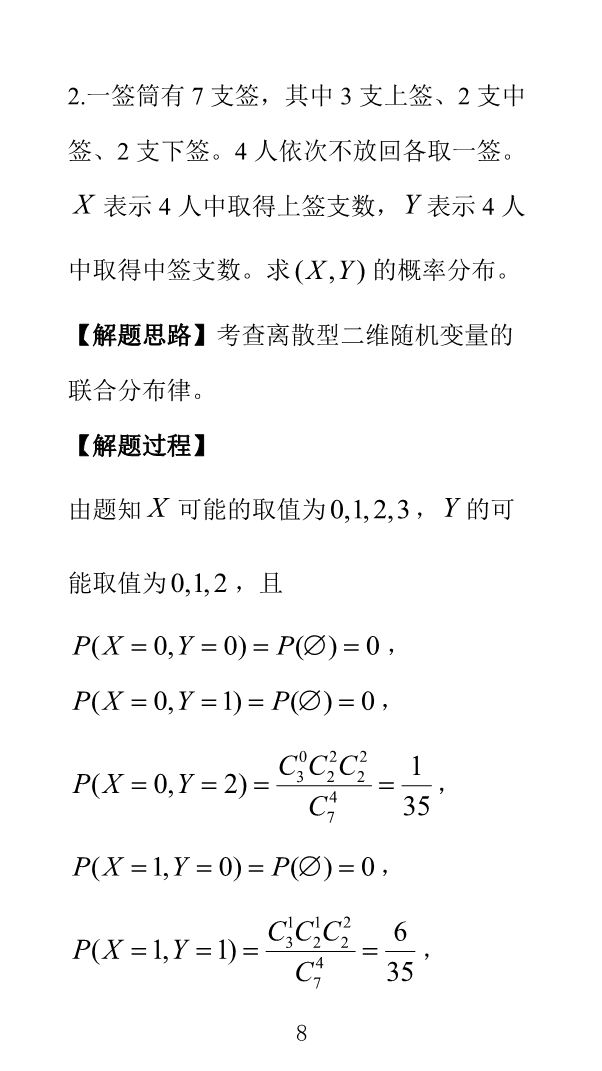 2.一签筒有 7 支签，其中 3 支上签、2 支中
签、2 支下签。4 人依次不放回各取一签。
X 表示 4 人中取得上签支数，Y 表示 4 人
中取得中签支数。求(X,Y)的概率分布。
【解题思路】考查离散型二维随机变量的
联合分布律。
【解题过程】
由题知 X 可能的取值为0,1,2,3，Y 的可
能取值为0,1,2，且
P(X=0,Y=0)=P(∅)=0，
P(X=0,Y=1)=P(∅)=0，
P(X=0,Y=2)=\frac{C_3^0C_2^2C_2^2}{C_7^4}=\frac{1}{35}，
P(X=1,Y=0)=P(∅)=0，
P(X=1,Y=1)=\frac{C_3^1C_2^1C_2^2}{C_7^4}=\frac{6}{35}，
8